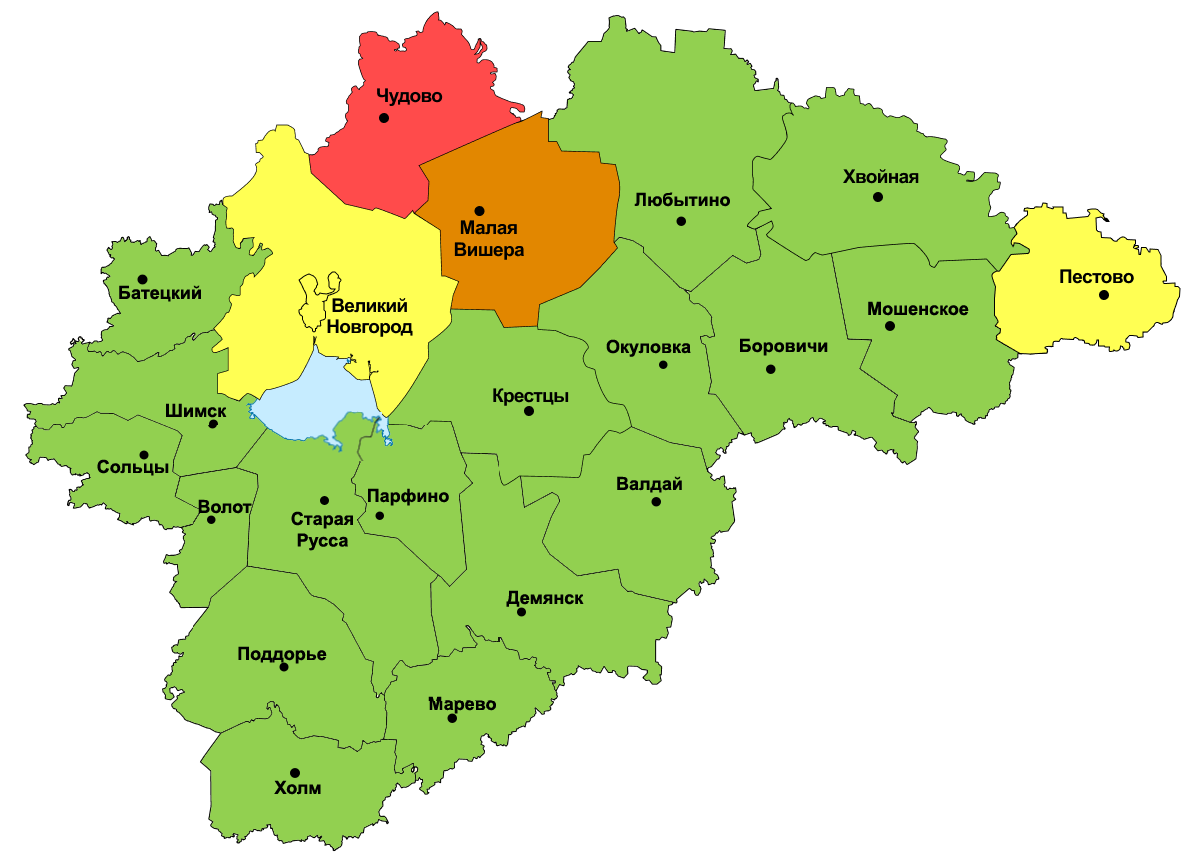 Чудово
Хвойная
Любытино
Малая
Вишера
Пестово
Батецкий
Великий
Новгород
Мошенское
Окуловка
Боровичи
Крестцы
Шимск
Сольцы
Валдай
Парфино
Волот
Старая
Русса
Демянск
Поддорье
Марево
Холм